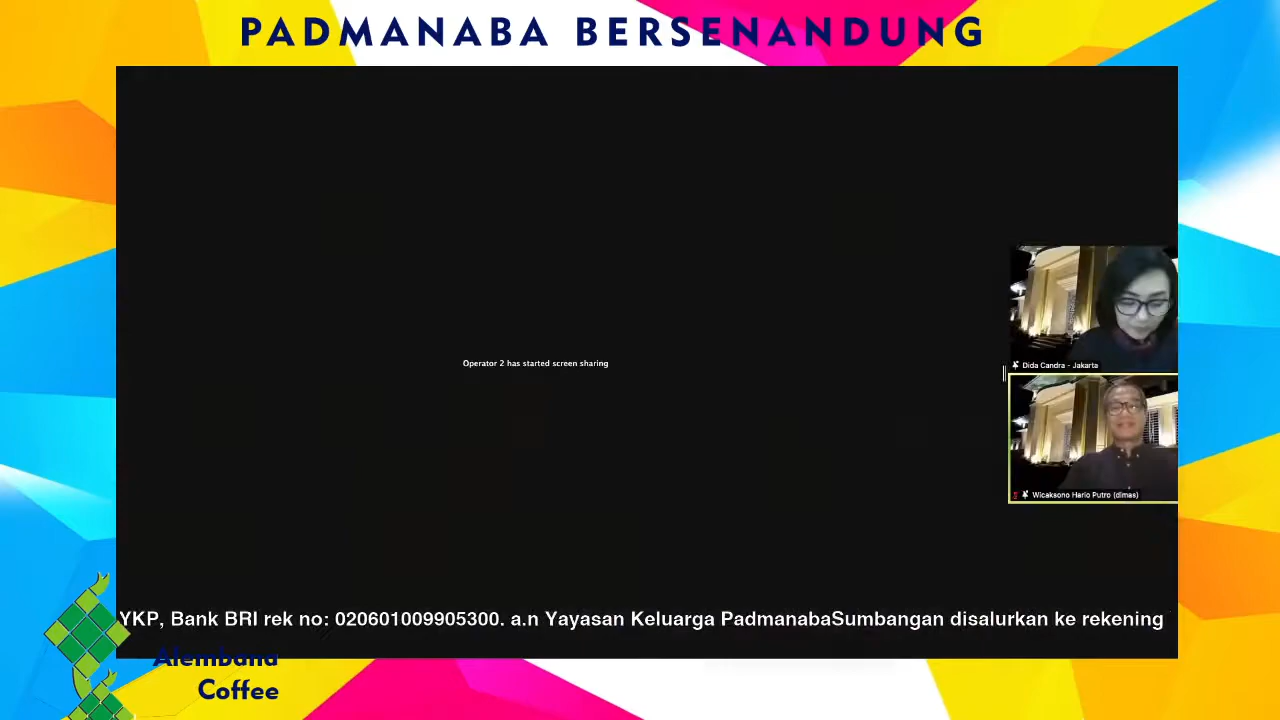 PADMANABA BERSENANDUNG
Operator 2 has started screen sharing
Dida Candra - Jakarta
Wicaksono Hario Putro (dimas)
YKP, Bank BRI rek no: 020601009905300. a.n Yayasan Keluarga PadmanabaSumbangan disalurkan ke rekening
Alembana
Coffee